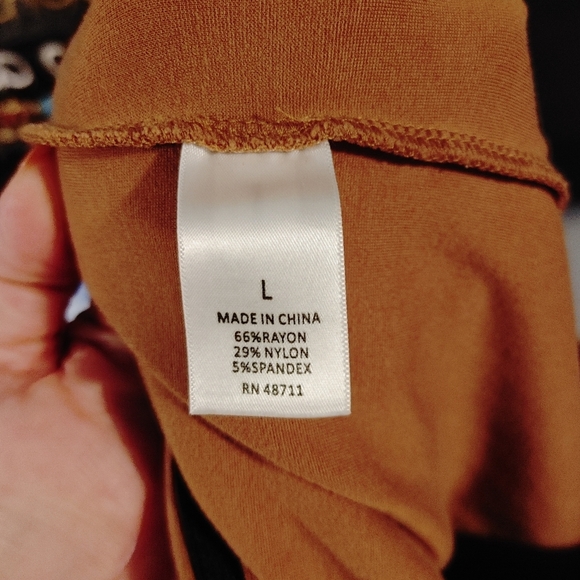 L
MADE IN CHINA
66%RAYON
29% NYLON
5%SPANDEX
RN 48711